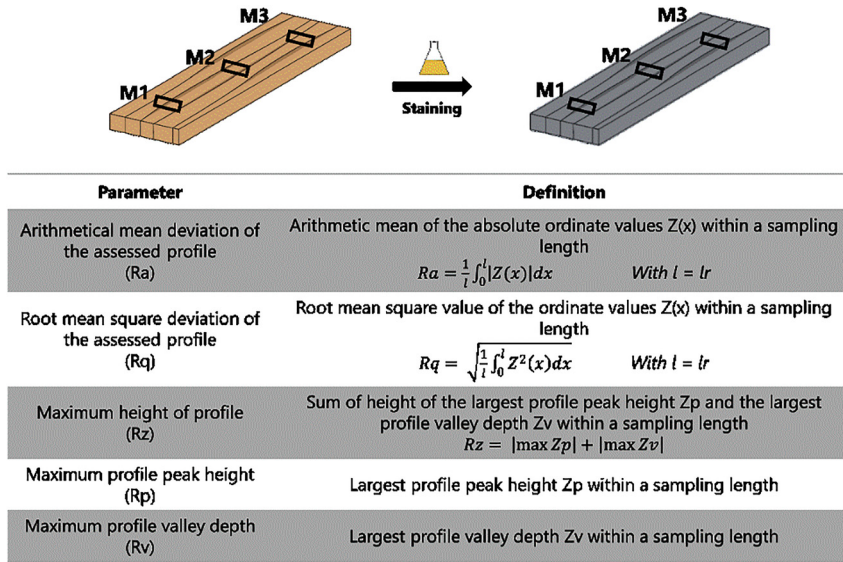 M3
M2
M1
Staining
M3
M2
M1
Parameter
Definition
Arithmetical mean deviation of
the assessed profile
(Ra)
Arithmetic mean of the absolute ordinate values Z(x) within a sampling
length
Ra = 1/l ∫₀ˡ|Z(x)|dx With l = lr
Root mean square deviation of
the assessed profile
(Rq)
Root mean square value of the ordinate values Z(x) within a sampling
length
Rq = √(1/l ∫₀ˡ Z²(x)dx) With l = lr
Maximum height of profile
(Rz)
Sum of height of the largest profile peak height Zp and the largest
profile valley depth Zv within a sampling length
Rz = |max Zp| + |max Zv|
Maximum profile peak height
(Rp)
Largest profile peak height Zp within a sampling length
Maximum profile valley depth
(Rv)
Largest profile valley depth Zv within a sampling length